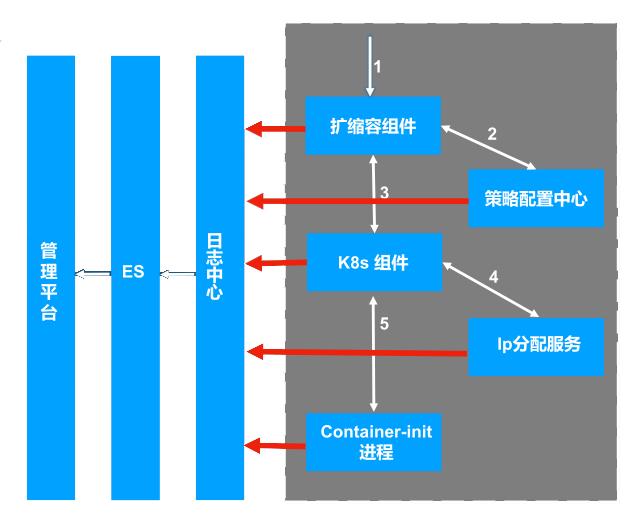 管理平台
ES
日志中心
1
扩缩容组件
2
策略配置中心
3
K8s 组件
4
Ip分配服务
5
Container-init
进程